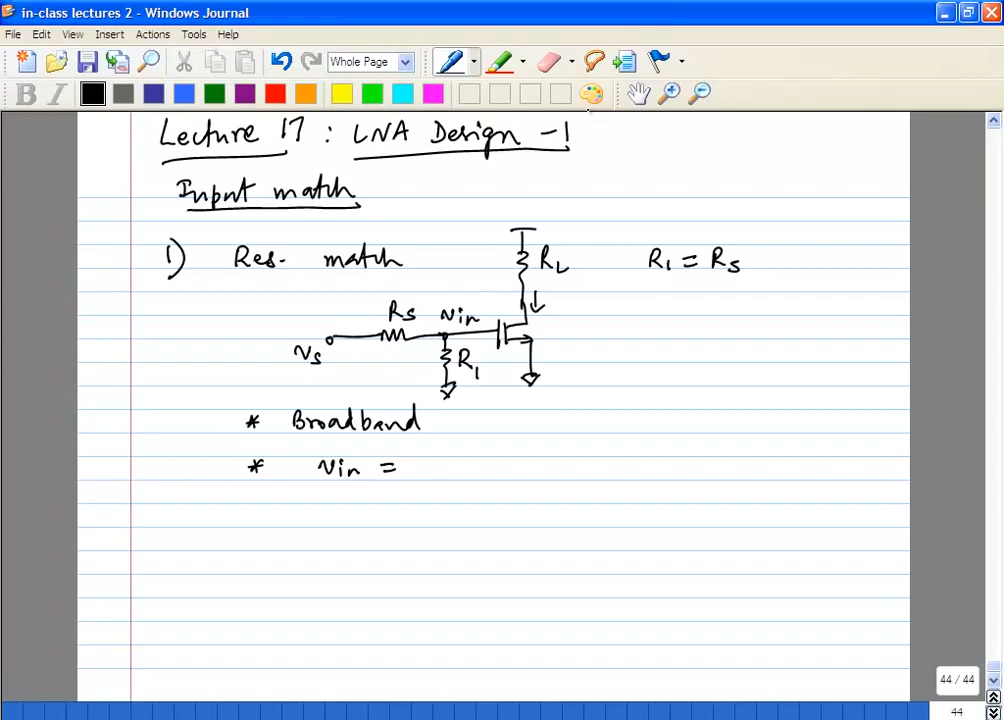 in-class lectures 2 - Windows Journal
File Edit View Insert Actions Tools Help
Whole Page
B I
Lecture 17 : LNA Design -1
Input match
1) Res. match
RL
R1 = Rs
Rs
vin
vs
R1
* Broadband
* vin =
44 / 44
44